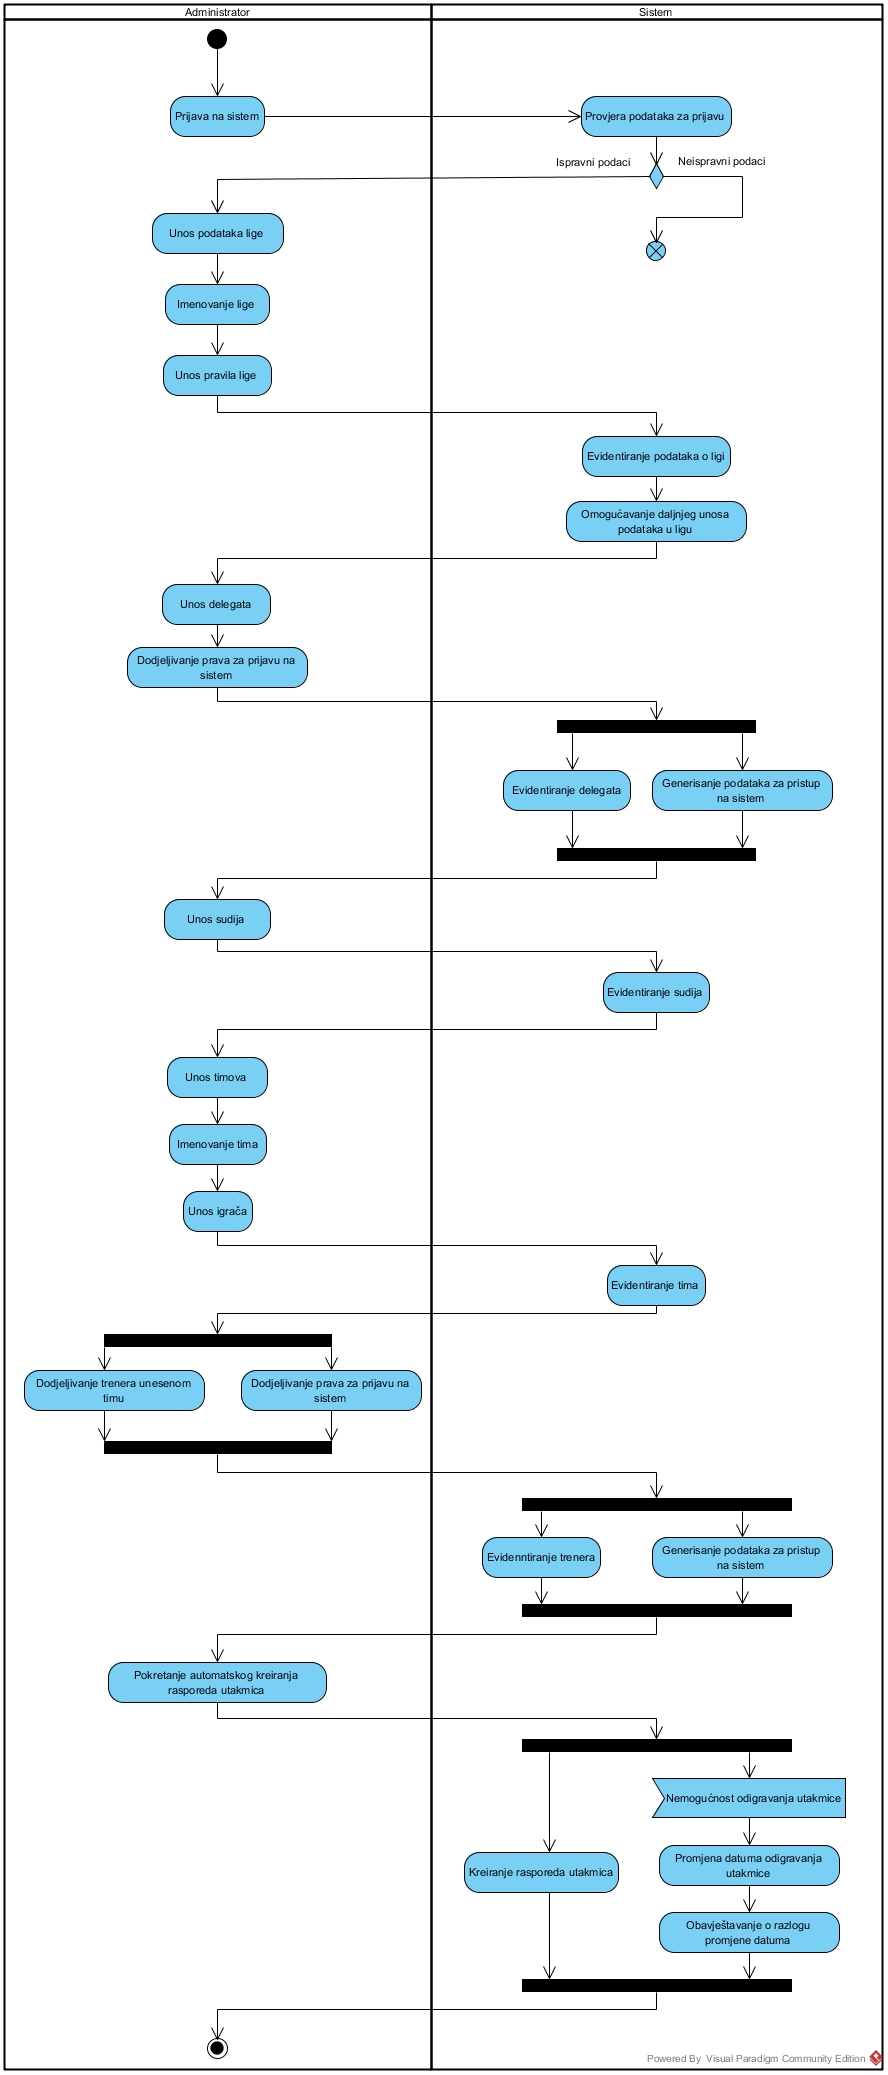 Administrator
Sistem
Prijava na sistem
Provjera podataka za prijavu
Ispravni podaci
Neispravni podaci
Unos podataka lige
Imenovanje lige
Unos pravila lige
Evidentiranje podataka o ligi
Omogućavanje daljnjeg unosa
podataka u ligu
Unos delegata
Dodjeljivanje prava za prijavu na
sistem
Evidentiranje delegata
Generisanje podataka za pristup
na sistem
Unos sudija
Evidentiranje sudija
Unos timova
Imenovanje tima
Unos igrača
Evidentiranje tima
Dodjeljivanje trenera unesenom
timu
Dodjeljivanje prava za prijavu na
sistem
Evidenntiranje trenera
Generisanje podataka za pristup
na sistem
Pokretanje automatskog kreiranja
rasporeda utakmica
Nemogućnost odigravanja utakmice
Promjena datuma odigravanja
utakmice
Kreiranje rasporeda utakmica
Obavještavanje o razlogu
promjene datuma
Powered By Visual Paradigm Community Edition